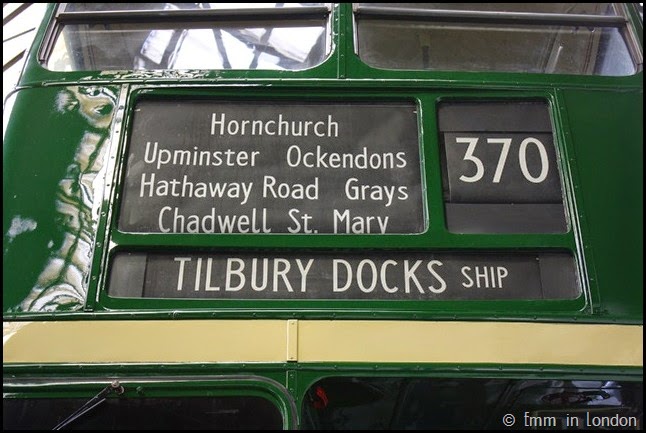 Hornchurch
Upminster Ockendons
Hathaway Road Grays
Chadwell St. Mary
370
TILBURY DOCKS SHIP
© fmm in London